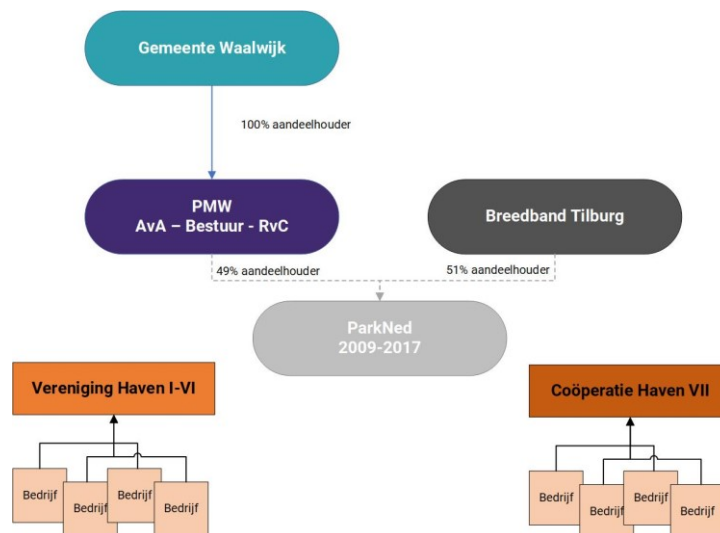 Gemeente Waalwijk
100% aandeelhouder
PMW
AvA – Bestuur - RvC
Breedband Tilburg
49% aandeelhouder
51% aandeelhouder
ParkNed
2009-2017
Vereniging Haven I-VI
Coöperatie Haven VII
Bedrijf
Bedrijf
Bedrijf
Bedrijf
Bedrijf
Bedrijf
Bedrijf
Bedrijf